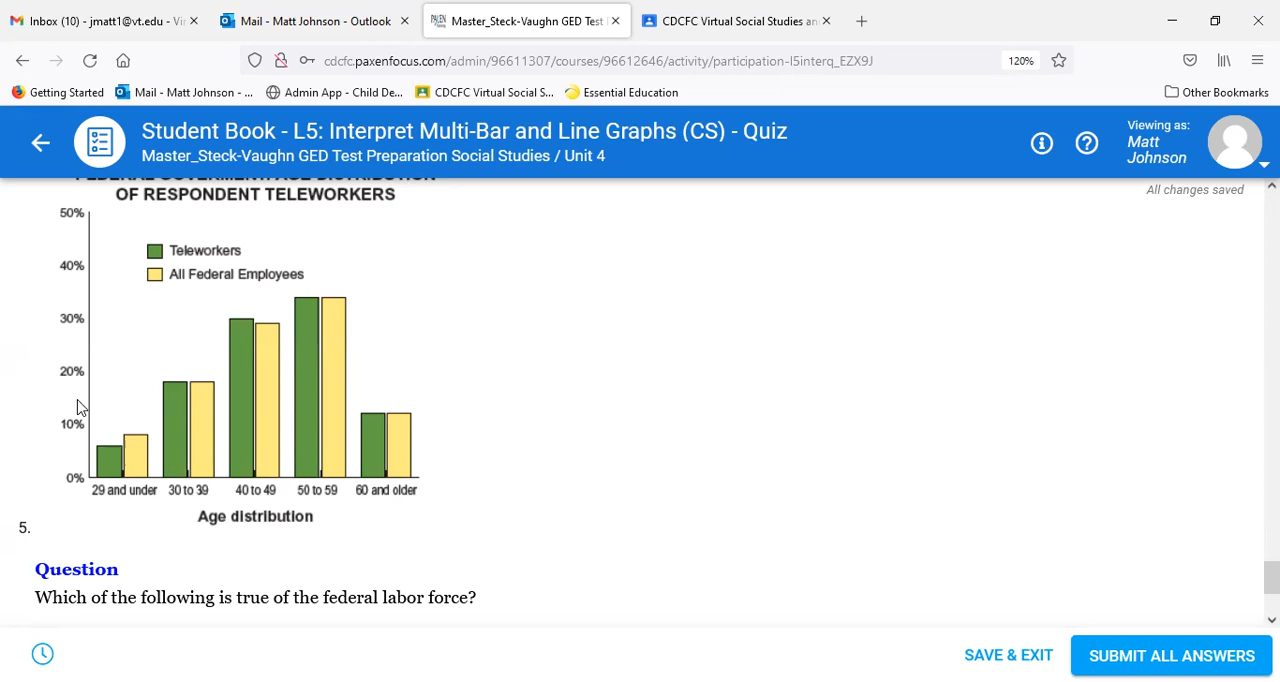 Inbox (10) - jmatt1@vt.edu - Vi
Mail - Matt Johnson - Outlook
PAXEN
Master_Steck-Vaughn GED Test
CDCFC Virtual Social Studies an
cdcfc.paxenfocus.com/admin/96611307/courses/96612646/activity/participation-l5interq_EZX9J
120%
Getting Started
Mail - Matt Johnson - ...
Admin App - Child De...
CDCFC Virtual Social S...
Essential Education
Other Bookmarks
Student Book - L5: Interpret Multi-Bar and Line Graphs (CS) - Quiz
Master_Steck-Vaughn GED Test Preparation Social Studies / Unit 4
Viewing as:
Matt
Johnson
All changes saved
OF RESPONDENT TELEWORKERS
50%
40%
30%
20%
10%
0%
Teleworkers
All Federal Employees
29 and under
30 to 39
40 to 49
50 to 59
60 and older
Age distribution
5.
Question
Which of the following is true of the federal labor force?
SAVE & EXIT
SUBMIT ALL ANSWERS